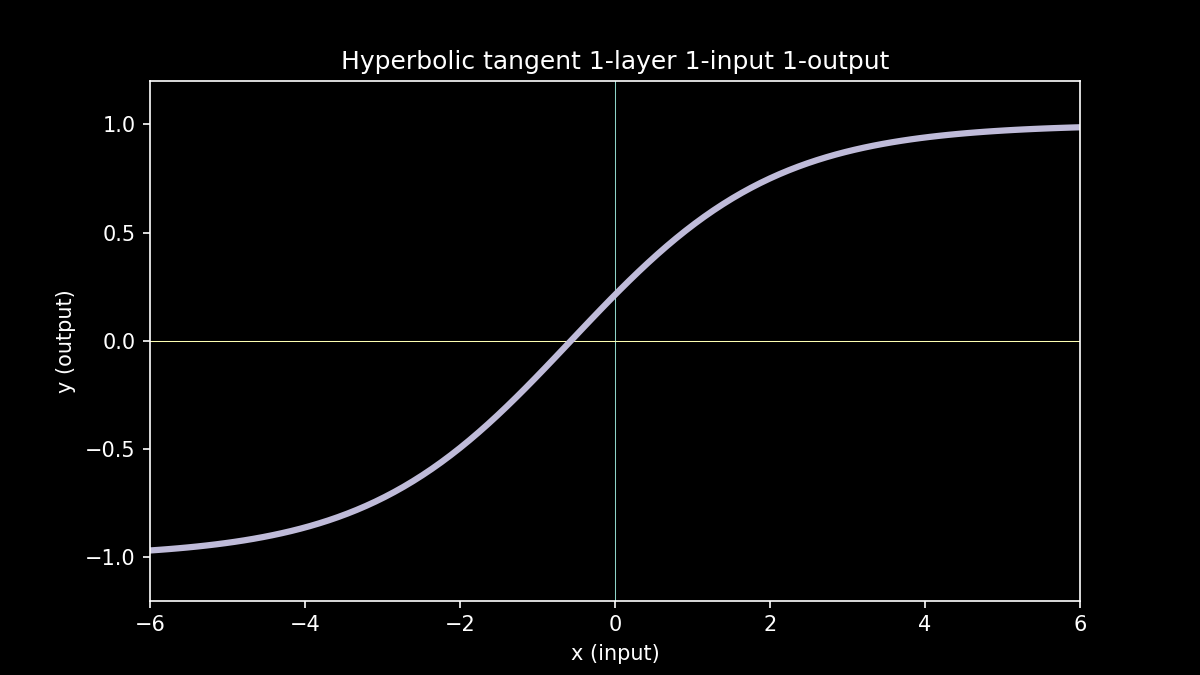 Hyperbolic tangent 1-layer 1-input 1-output
1.0
0.5
0.0
−0.5
−1.0
y (output)
−6 −4 −2 0 2 4 6
x (input)